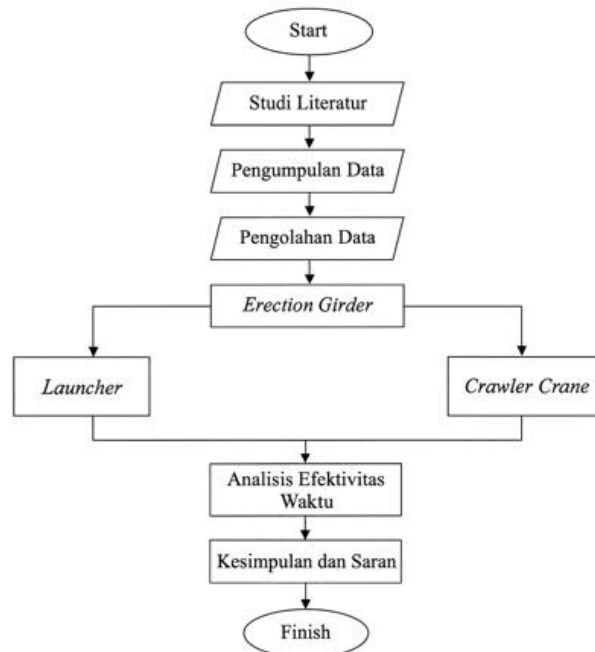 Start
Studi Literatur
Pengumpulan Data
Pengolahan Data
Erection Girder
Launcher
Crawler Crane
Analisis Efektivitas
Waktu
Kesimpulan dan Saran
Finish